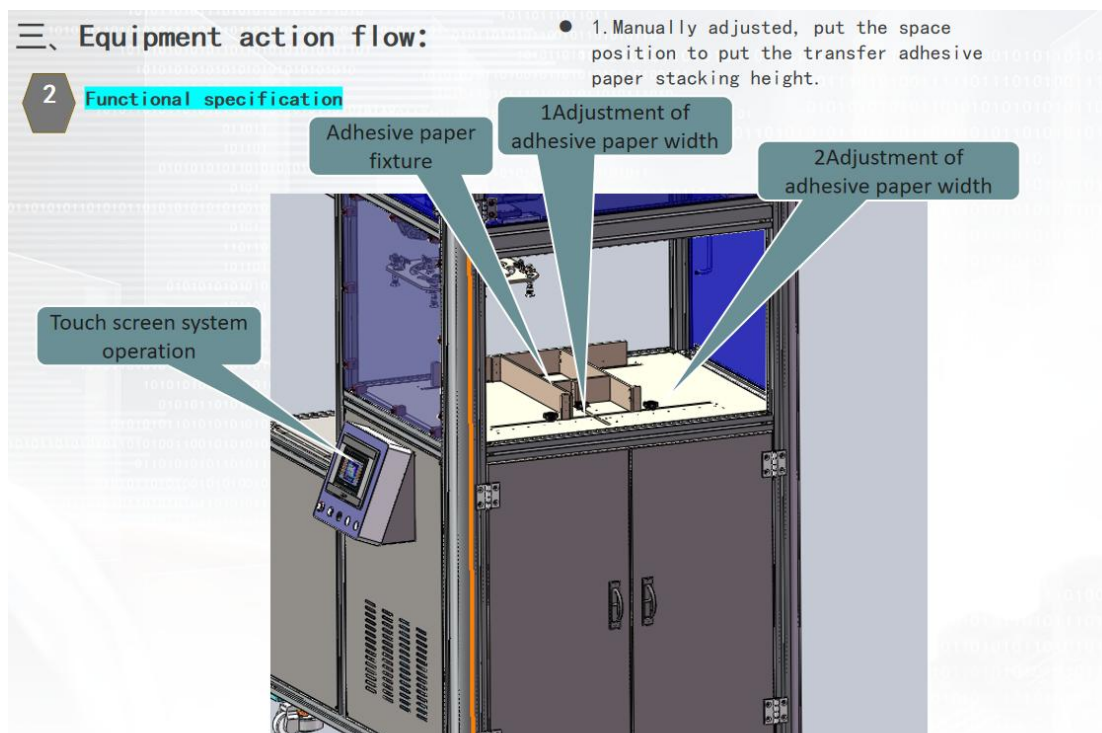 三、Equipment action flow:
● 1.Manually adjusted, put the space
position to put the transfer adhesive
paper stacking height.
2
Functional specification
Adhesive paper
fixture
1Adjustment of
adhesive paper width
2Adjustment of
adhesive paper width
Touch screen system
operation